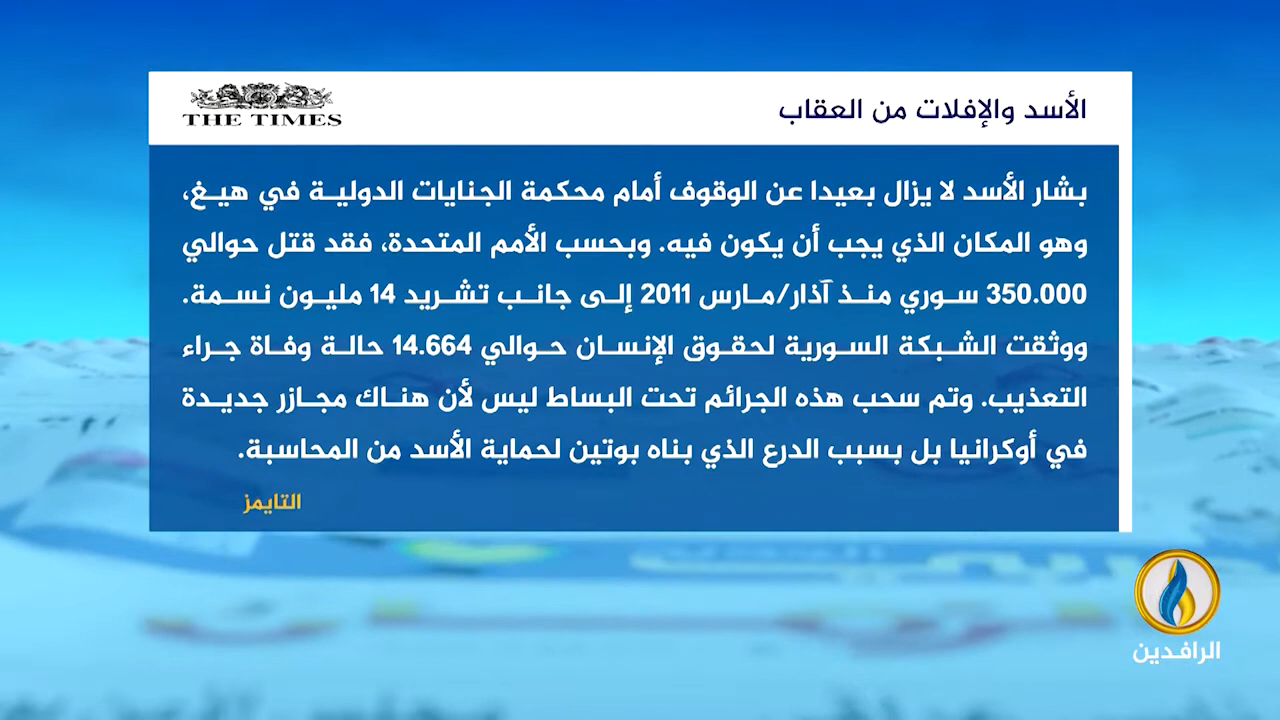 الأسد والإفلات من العقاب
THE TIMES
بشار الأسد لا يزال بعيدا عن الوقوف أمام محكمة الجنايات الدولية في هيغ،
وهو المكان الذي يجب أن يكون فيه. وبحسب الأمم المتحدة، فقد قتل حوالي
350.000 سوري منذ آذار/مارس 2011 إلى جانب تشريد 14 مليون نسمة.
ووثقت الشبكة السورية لحقوق الإنسان حوالي 14.664 حالة وفاة جراء
التعذيب. وتم سحب هذه الجرائم تحت البساط ليس لأن هناك مجازر جديدة
في أوكرانيا بل بسبب الدرع الذي بناه بوتين لحماية الأسد من المحاسبة.
التايمز
الرافدين